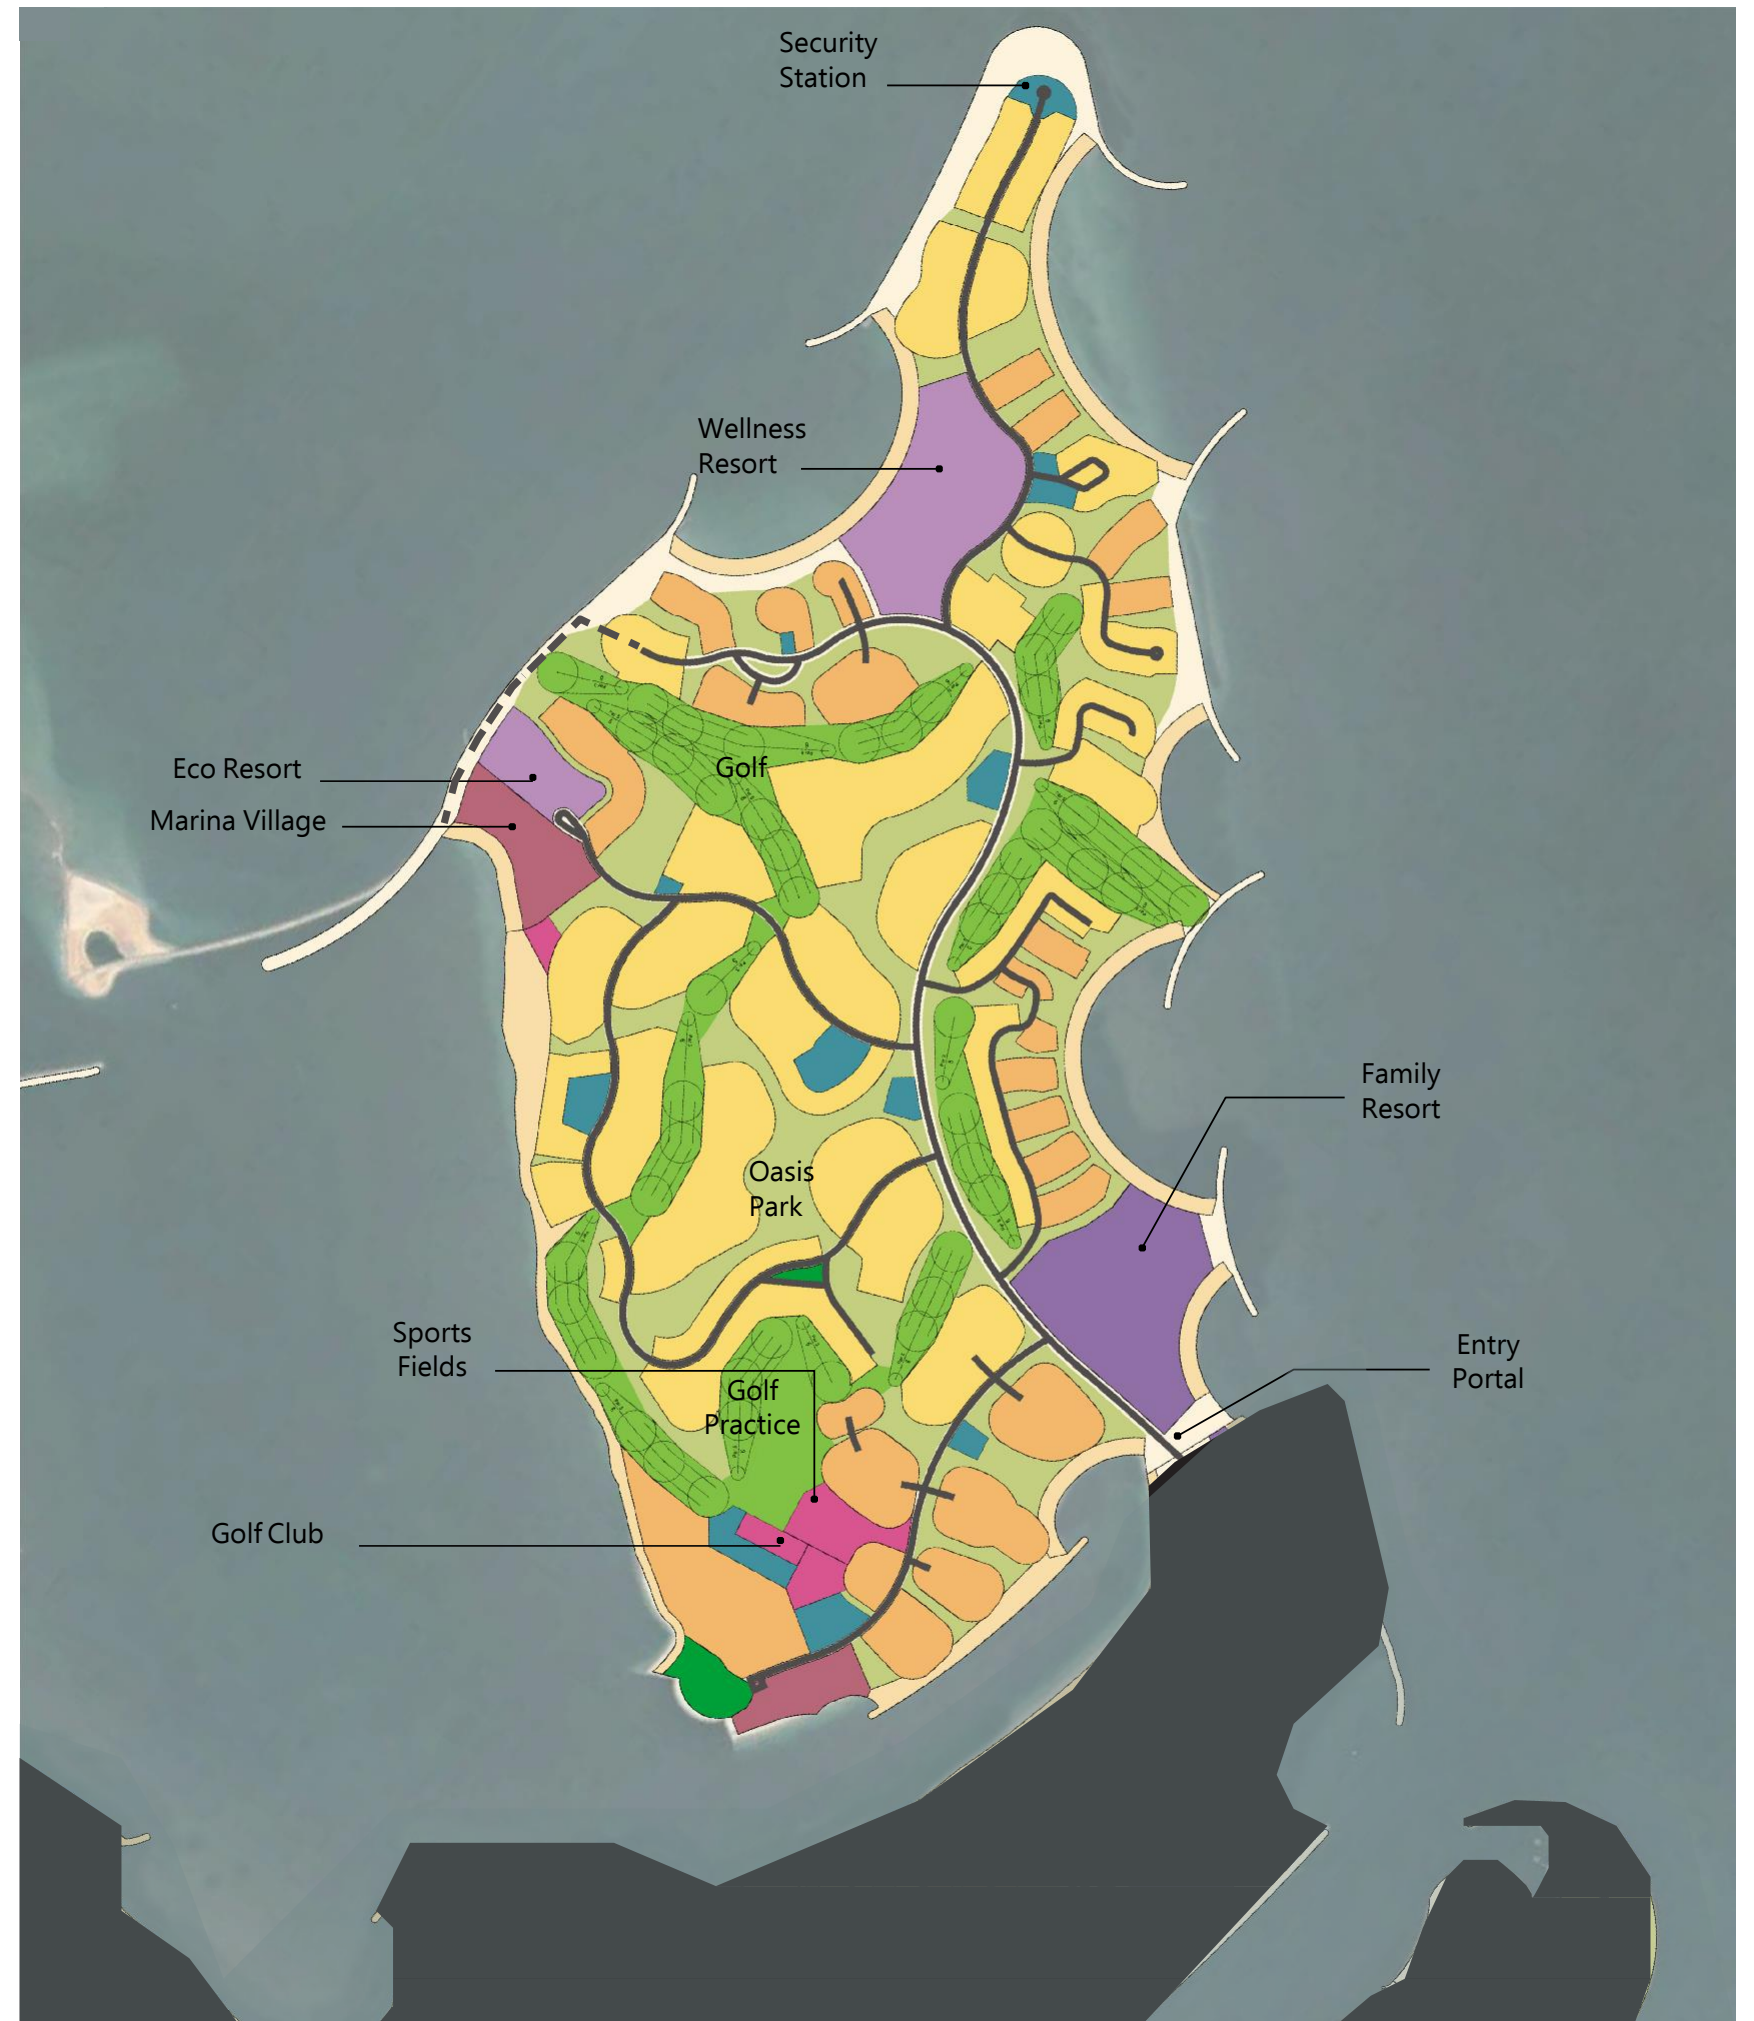 Security
Station
Wellness
Resort
Eco Resort
Golf
Marina Village
Family
Resort
Oasis
Park
Sports
Fields
Entry
Portal
Golf
Practice
Golf Club